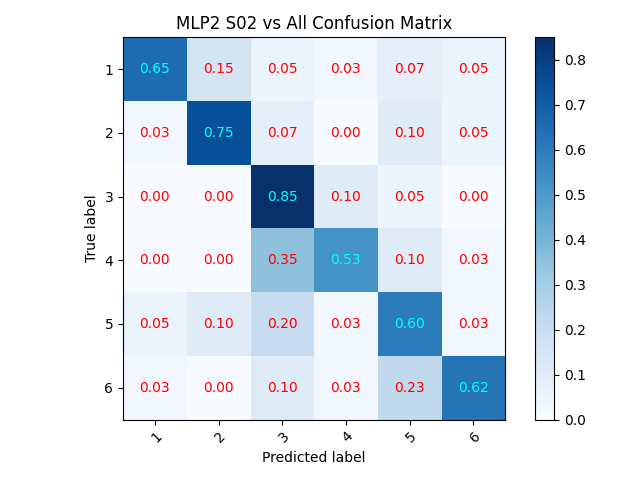 MLP2 S02 vs All Confusion Matrix
True label
1 0.65 0.15 0.05 0.03 0.07 0.05
2 0.03 0.75 0.07 0.00 0.10 0.05
3 0.00 0.00 0.85 0.10 0.05 0.00
4 0.00 0.00 0.35 0.53 0.10 0.03
5 0.05 0.10 0.20 0.03 0.60 0.03
6 0.03 0.00 0.10 0.03 0.23 0.62
1 2 3 4 5 6
Predicted label
0.8
0.7
0.6
0.5
0.4
0.3
0.2
0.1
0.0